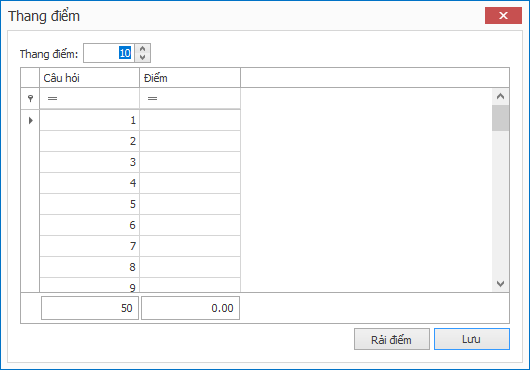 Thang điểm
Thang điểm: 10
Câu hỏi Điểm
= =
1
2
3
4
5
6
7
8
9
50 0.00
Rải điểm Lưu